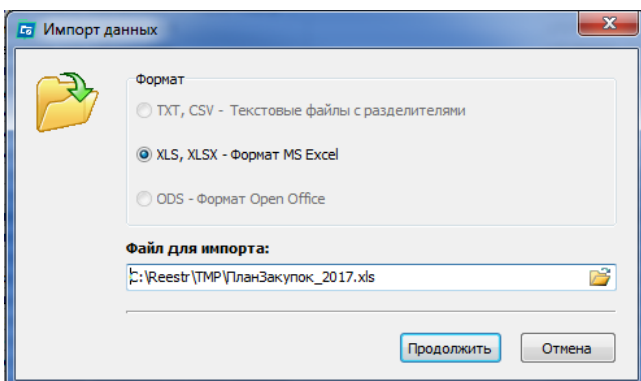 Импорт данных
Формат
TXT, CSV - Текстовые файлы с разделителями
XLS, XLSX - Формат MS Excel
ODS - Формат Open Office
Файл для импорта:
C:\Reestr\TMP\ПланЗакупок_2017.xls
Продолжить
Отмена